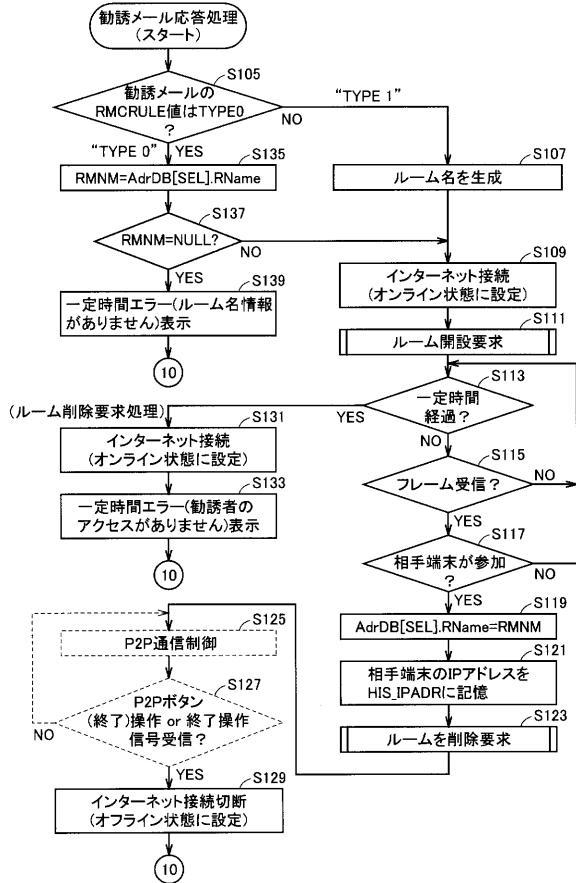 勧誘メール応答処理
(スタート)
S105
勧誘メールの
RMCRULE値はTYPE0
?
"TYPE 1"
NO
"TYPE 0"
YES
S135
RMNM=AdrDB[SEL].RName
S107
ルーム名を生成
S137
RMNM=NULL?
NO
YES
S139
一定時間エラー(ルーム名情報
がありません)表示
10
S109
インターネット接続
(オンライン状態に設定)
S111
ルーム開設要求
S113
一定時間
経過?
YES
NO
(ルーム削除要求処理)
S131
インターネット接続
(オンライン状態に設定)
S133
一定時間エラー(勧誘者の
アクセスがありません)表示
10
S115
フレーム受信?
NO
YES
S117
相手端末が参加
?
NO
YES
S119
AdrDB[SEL].RName=RMNM
S121
相手端末のIPアドレスを
HIS_IPADRに記憶
S123
ルームを削除要求
S125
P2P通信制御
S127
P2Pボタン
(終了)操作 or 終了操作
信号受信?
NO
YES
S129
インターネット接続切断
(オフライン状態に設定)
10